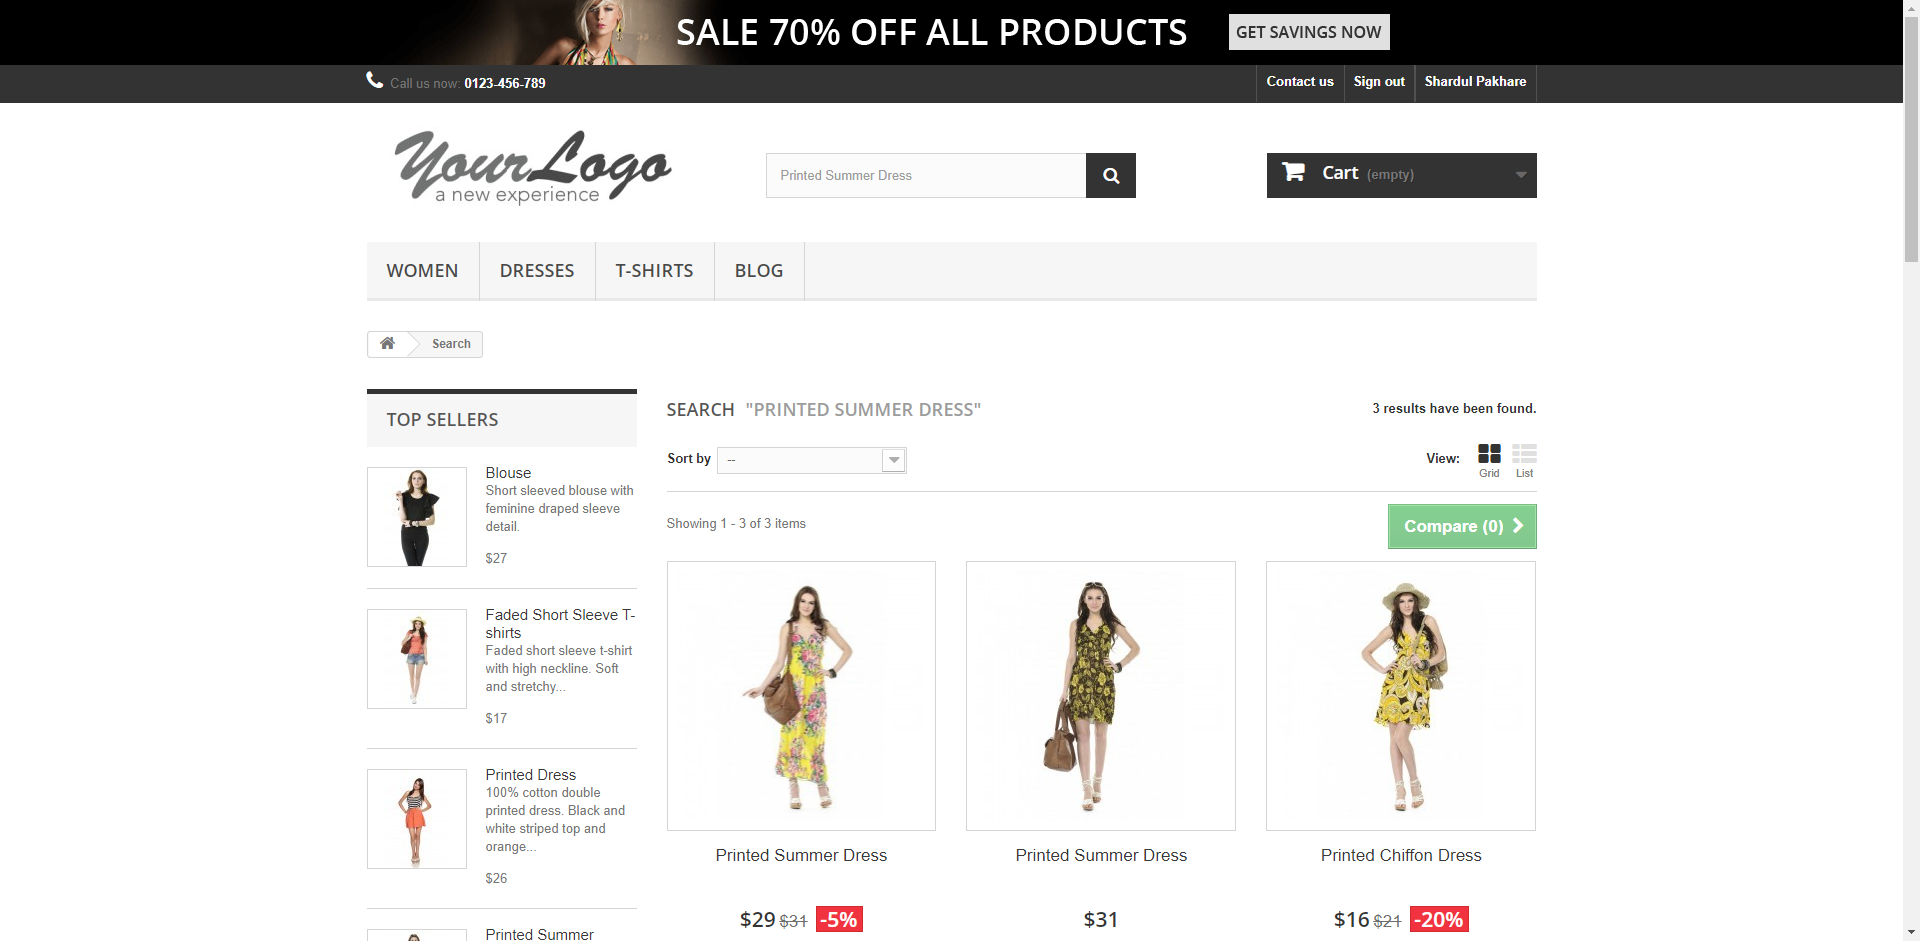 SALE 70% OFF ALL PRODUCTS
GET SAVINGS NOW
Call us now: 0123-456-789
Contact us
Sign out
Shardul Pakhare
YourLogo
a new experience
Printed Summer Dress
Cart (empty)
WOMEN
DRESSES
T-SHIRTS
BLOG
Search
TOP SELLERS
Blouse
Short sleeved blouse with
feminine draped sleeve
detail.
$27
Faded Short Sleeve T-
shirts
Faded short sleeve t-shirt
with high neckline. Soft
and stretchy...
$17
Printed Dress
100% cotton double
printed dress. Black and
white striped top and
orange...
$26
Printed Summer
SEARCH "PRINTED SUMMER DRESS"
3 results have been found.
Sort by --
View:
Grid
List
Showing 1 - 3 of 3 items
Compare (0)
Printed Summer Dress
$29 $31 -5%
Printed Summer Dress
$31
Printed Chiffon Dress
$16 $21 -20%